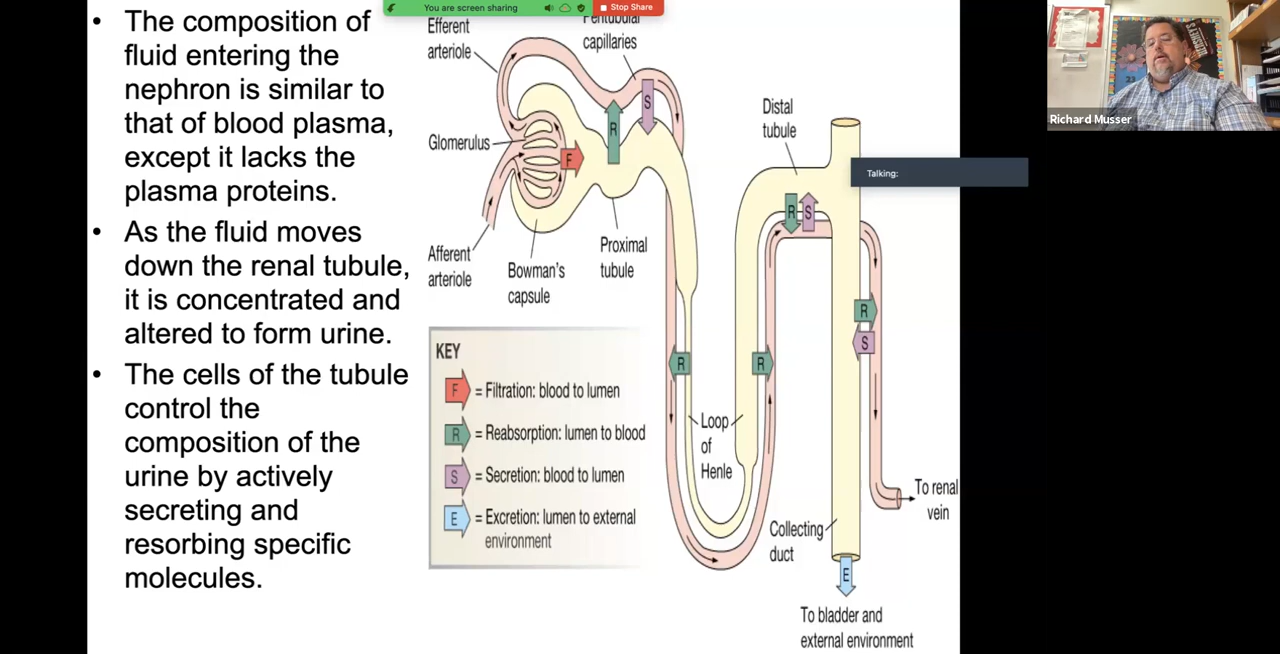 You are screen sharing
Stop Share
• The composition of
fluid entering the
nephron is similar to
that of blood plasma,
except it lacks the
plasma proteins.
• As the fluid moves
down the renal tubule,
it is concentrated and
altered to form urine.
• The cells of the tubule
control the
composition of the
urine by actively
secreting and
resorbing specific
molecules.
Efferent
arteriole
Peritubular
capillaries
Glomerulus
F
R
S
Afferent
arteriole
Bowman's
capsule
Proximal
tubule
Distal
tubule
R
S
R
S
R
R
Loop
of
Henle
Collecting
duct
To renal
vein
E
To bladder and
external environment
KEY
F = Filtration: blood to lumen
R = Reabsorption: lumen to blood
S = Secretion: blood to lumen
E = Excretion: lumen to external
environment
Talking:
23
Richard Musser